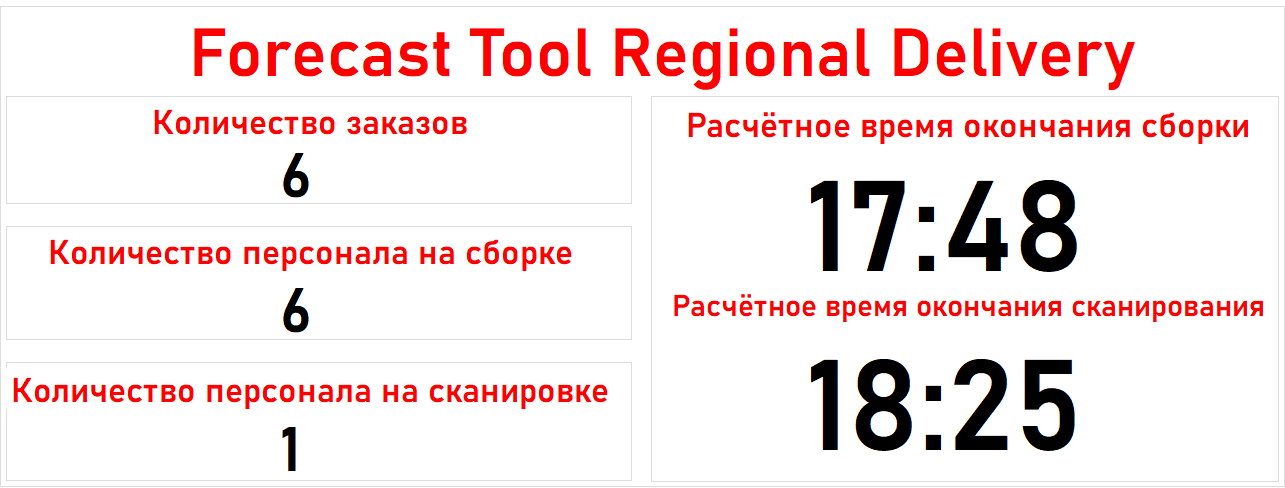 Forecast Tool Regional Delivery
Количество заказов
6
Количество персонала на сборке
6
Количество персонала на сканировке
1
Расчётное время окончания сборки
17:48
Расчётное время окончания сканирования
18:25